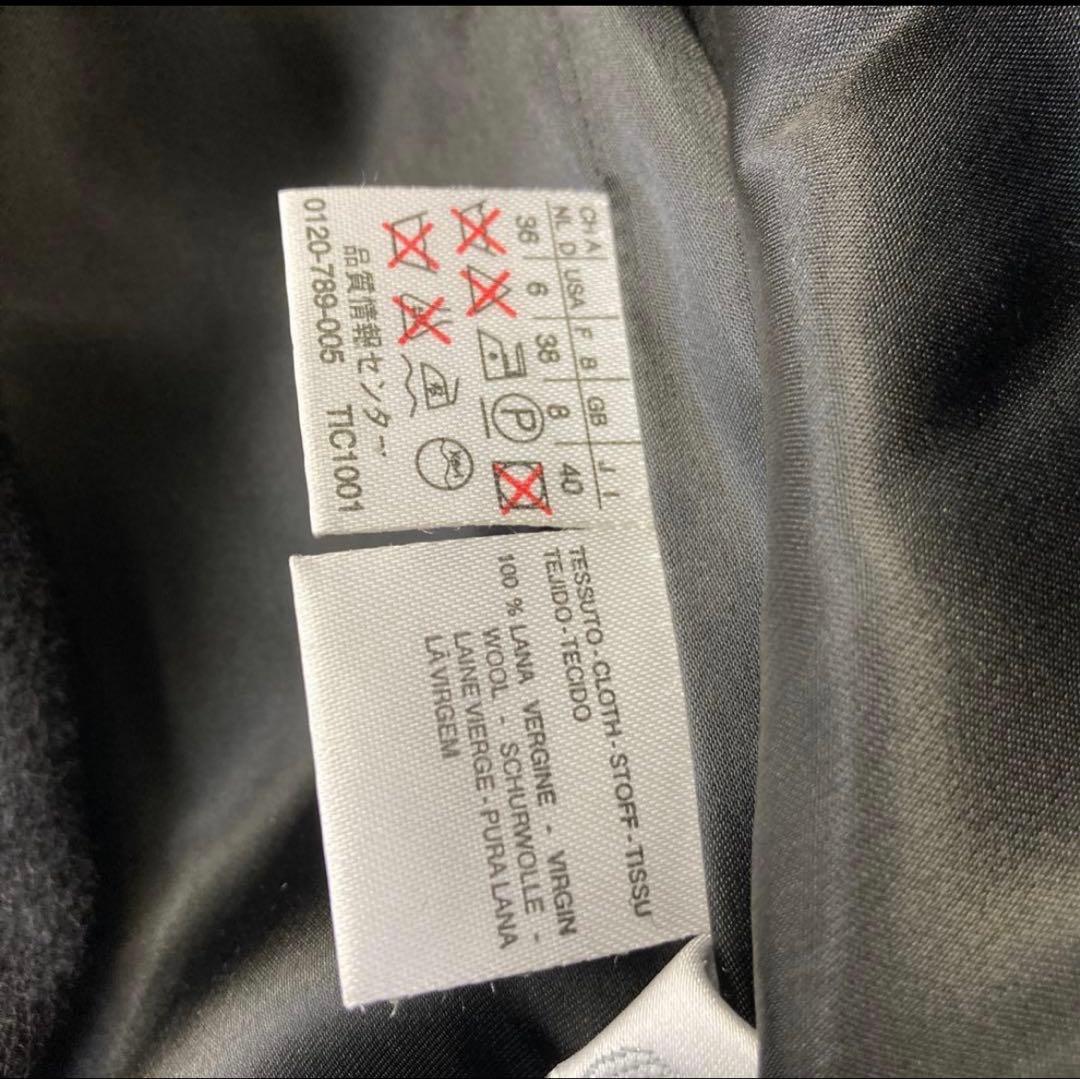 CH A
NL D USA F B GB J I
36 6 38 8 40
P
品質情報センター
0120-789-005 TIC1001
TESSUTO - CLOTH - STOFF - TISSU
TEJIDO - TECIDO
100 % LANA VERGINE - VIRGIN
WOOL - SCHURWOLLE -
LAINE VIERGE - PURA LANA
LÀ VIRGEM